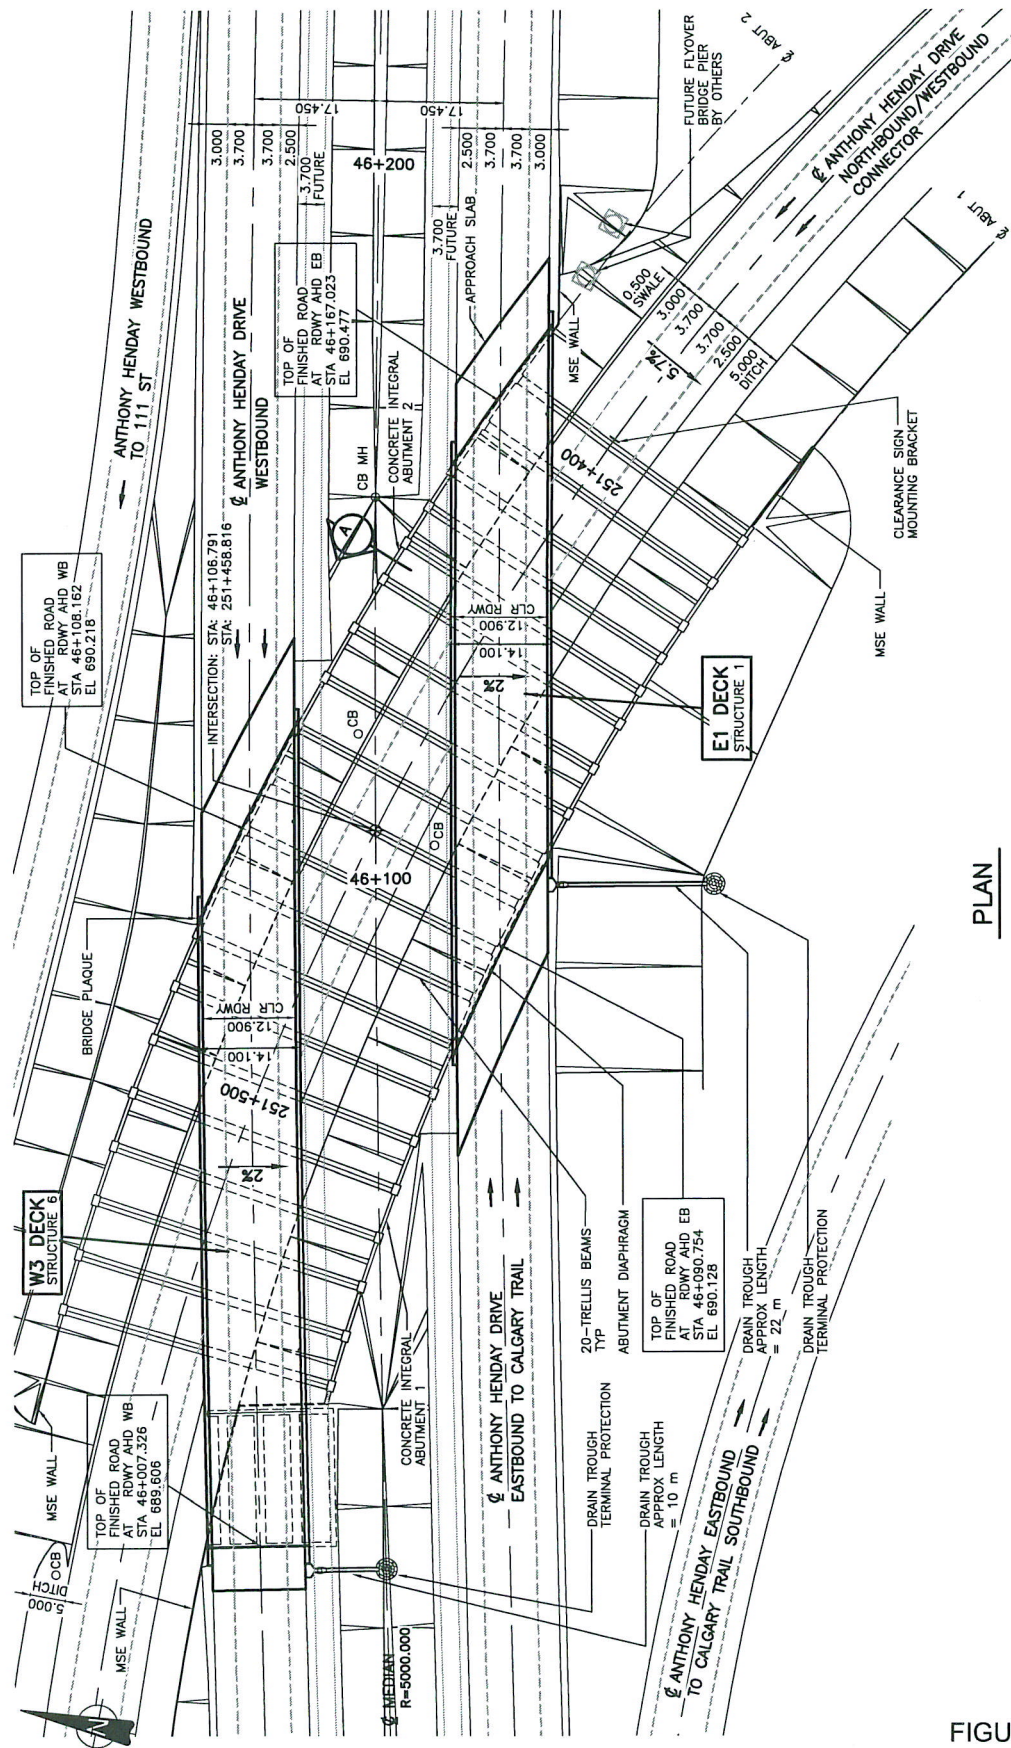 ANTHONY HENDAY WESTBOUND
TO 111 ST
TOP OF
FINISHED ROAD
AT RDWY AHD WB
STA 46+108.162
EL 690.218
INTERSECTION: STA: 46+106.791
STA: 251+458.816
℄ ANTHONY HENDAY DRIVE
WESTBOUND
TOP OF
FINISHED ROAD
AT RDWY AHD EB
STA 46+167.023
EL 690.477
3.000
3.700
3.700
2.500
3.700
FUTURE
17.450
17.450
46+200
2.500
3.700
3.700
3.000
3.700
FUTURE
APPROACH SLAB
℄ ABUT 2
FUTURE FLYOVER
BRIDGE PIER
BY OTHERS
℄ ANTHONY HENDAY DRIVE
NORTHBOUND/WESTBOUND
CONNECTOR
℄ ABUT 1
CB MH
CONCRETE INTEGRAL
ABUTMENT 2
A
MSE WALL
0.500
SWALE
3.000
3.700
3.700
2.500
5.000
DITCH
5.7%
251+400
CLEARANCE SIGN
MOUNTING BRACKET
MSE WALL
CLR RDWY
12.900
14.100
2%
E1 DECK
STRUCTURE 1
CB
CB
46+100
BRIDGE PLAQUE
CLR RDWY
12.900
14.100
251+500
2%
W3 DECK
STRUCTURE 6
MSE WALL
TOP OF
FINISHED ROAD
AT RDWY AHD WB
STA 46+007.326
EL 689.606
CB
5.000
DITCH
MSE WALL
N
CONCRETE INTEGRAL
ABUTMENT 1
℄ MEDIAN
R=5000.000
℄ ANTHONY HENDAY DRIVE
EASTBOUND TO CALGARY TRAIL
20-TRELLIS BEAMS
TYP
ABUTMENT DIAPHRAGM
TOP OF
FINISHED ROAD
AT RDWY AHD EB
STA 46+090.754
EL 690.128
DRAIN TROUGH
APPROX LENGTH
= 22 m
DRAIN TROUGH
TERMINAL PROTECTION
DRAIN TROUGH
TERMINAL PROTECTION
DRAIN TROUGH
APPROX LENGTH
= 10 m
℄ ANTHONY HENDAY EASTBOUND
TO CALGARY TRAIL SOUTHBOUND
PLAN
FIGU